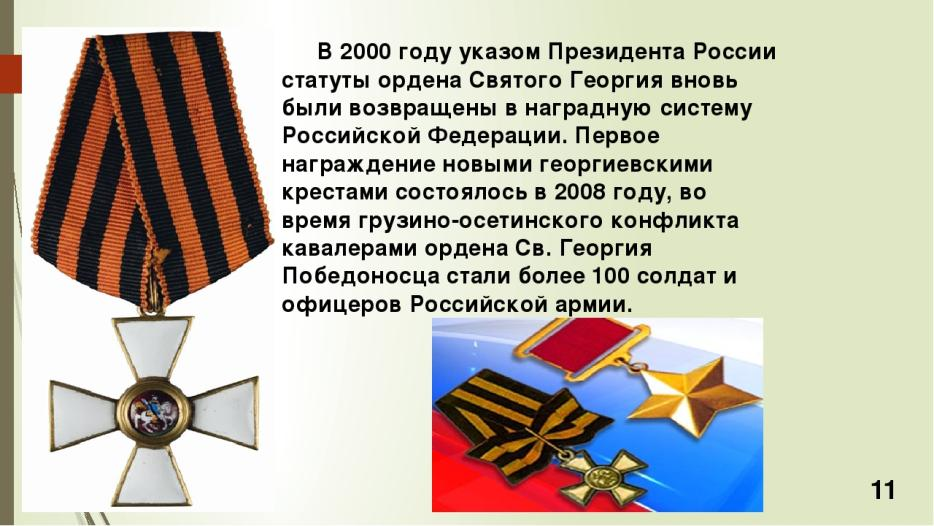 В 2000 году указом Президента России
статуты ордена Святого Георгия вновь
были возвращены в наградную систему
Российской Федерации. Первое
награждение новыми георгиевскими
крестами состоялось в 2008 году, во
время грузино-осетинского конфликта
кавалерами ордена Св. Георгия
Победоносца стали более 100 солдат и
офицеров Российской армии.
11